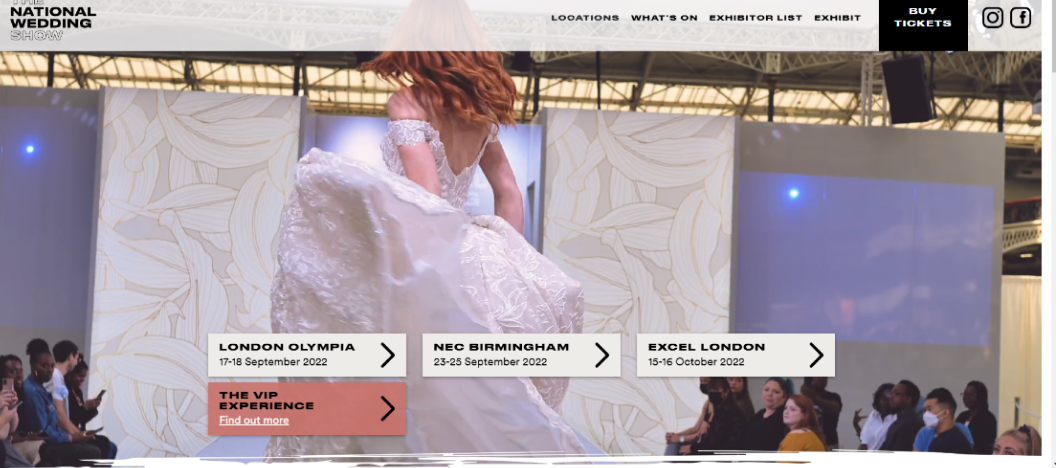 THE
NATIONAL
WEDDING
SHOW
LOCATIONS WHAT'S ON EXHIBITOR LIST EXHIBIT
BUY
TICKETS
LONDON OLYMPIA
17-18 September 2022
NEC BIRMINGHAM
23-25 September 2022
EXCEL LONDON
15-16 October 2022
THE VIP
EXPERIENCE
Find out more